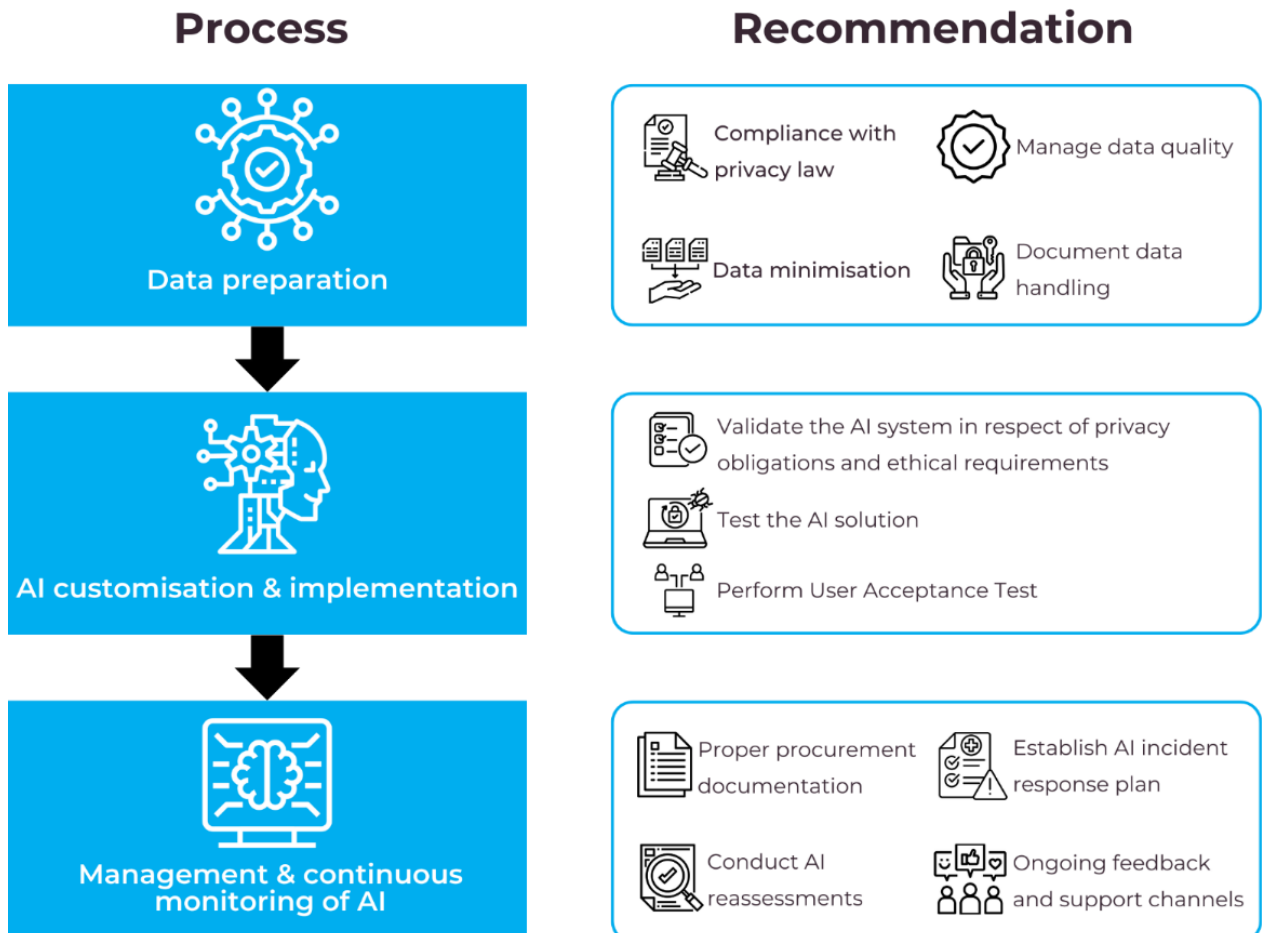 Process
Recommendation
Data preparation
Compliance with
privacy law
Manage data quality
Data minimisation
Document data
handling
AI customisation & implementation
Validate the AI system in respect of privacy
obligations and ethical requirements
Test the AI solution
Perform User Acceptance Test
Management & continuous
monitoring of AI
Proper procurement
documentation
Establish AI incident
response plan
Conduct AI
reassessments
Ongoing feedback
and support channels